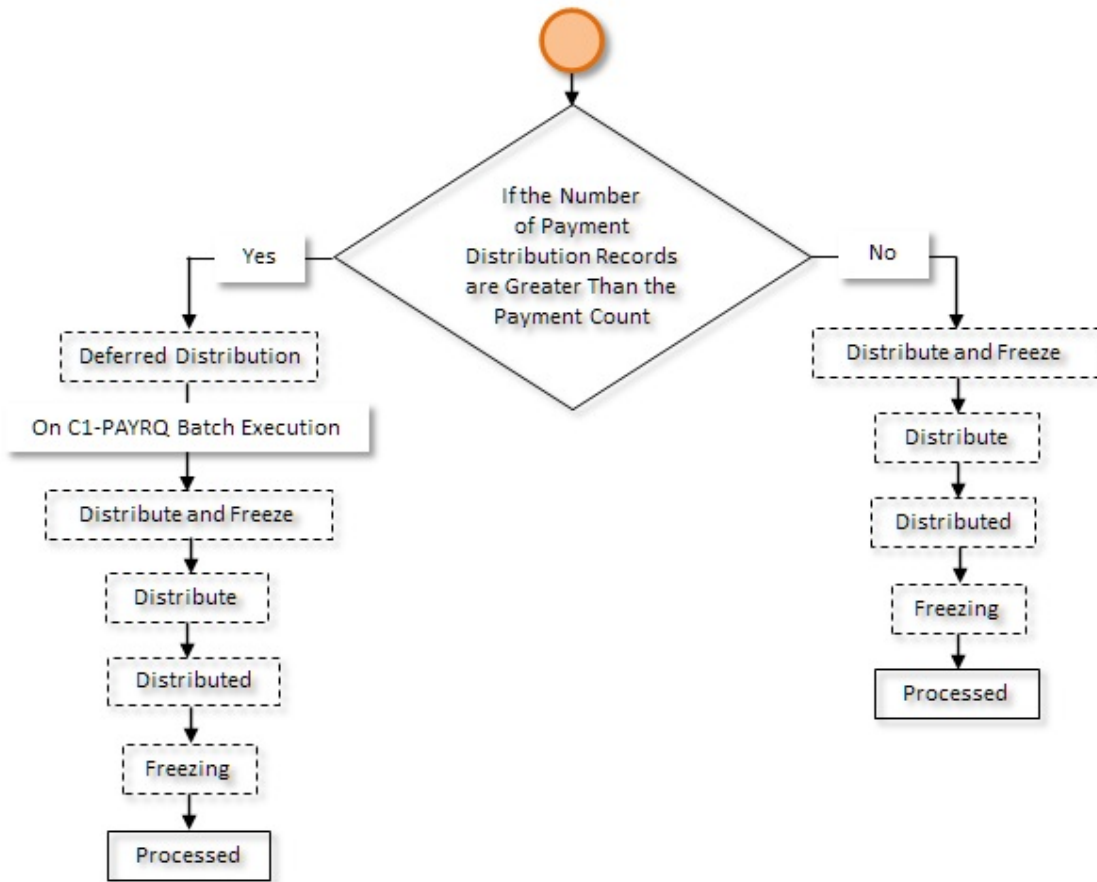 If the Number
of Payment
Distribution Records
are Greater Than the
Payment Count
Yes
Deferred Distribution
On C1-PAYRQ Batch Execution
Distribute and Freeze
Distribute
Distributed
Freezing
Processed
No
Distribute and Freeze
Distribute
Distributed
Freezing
Processed